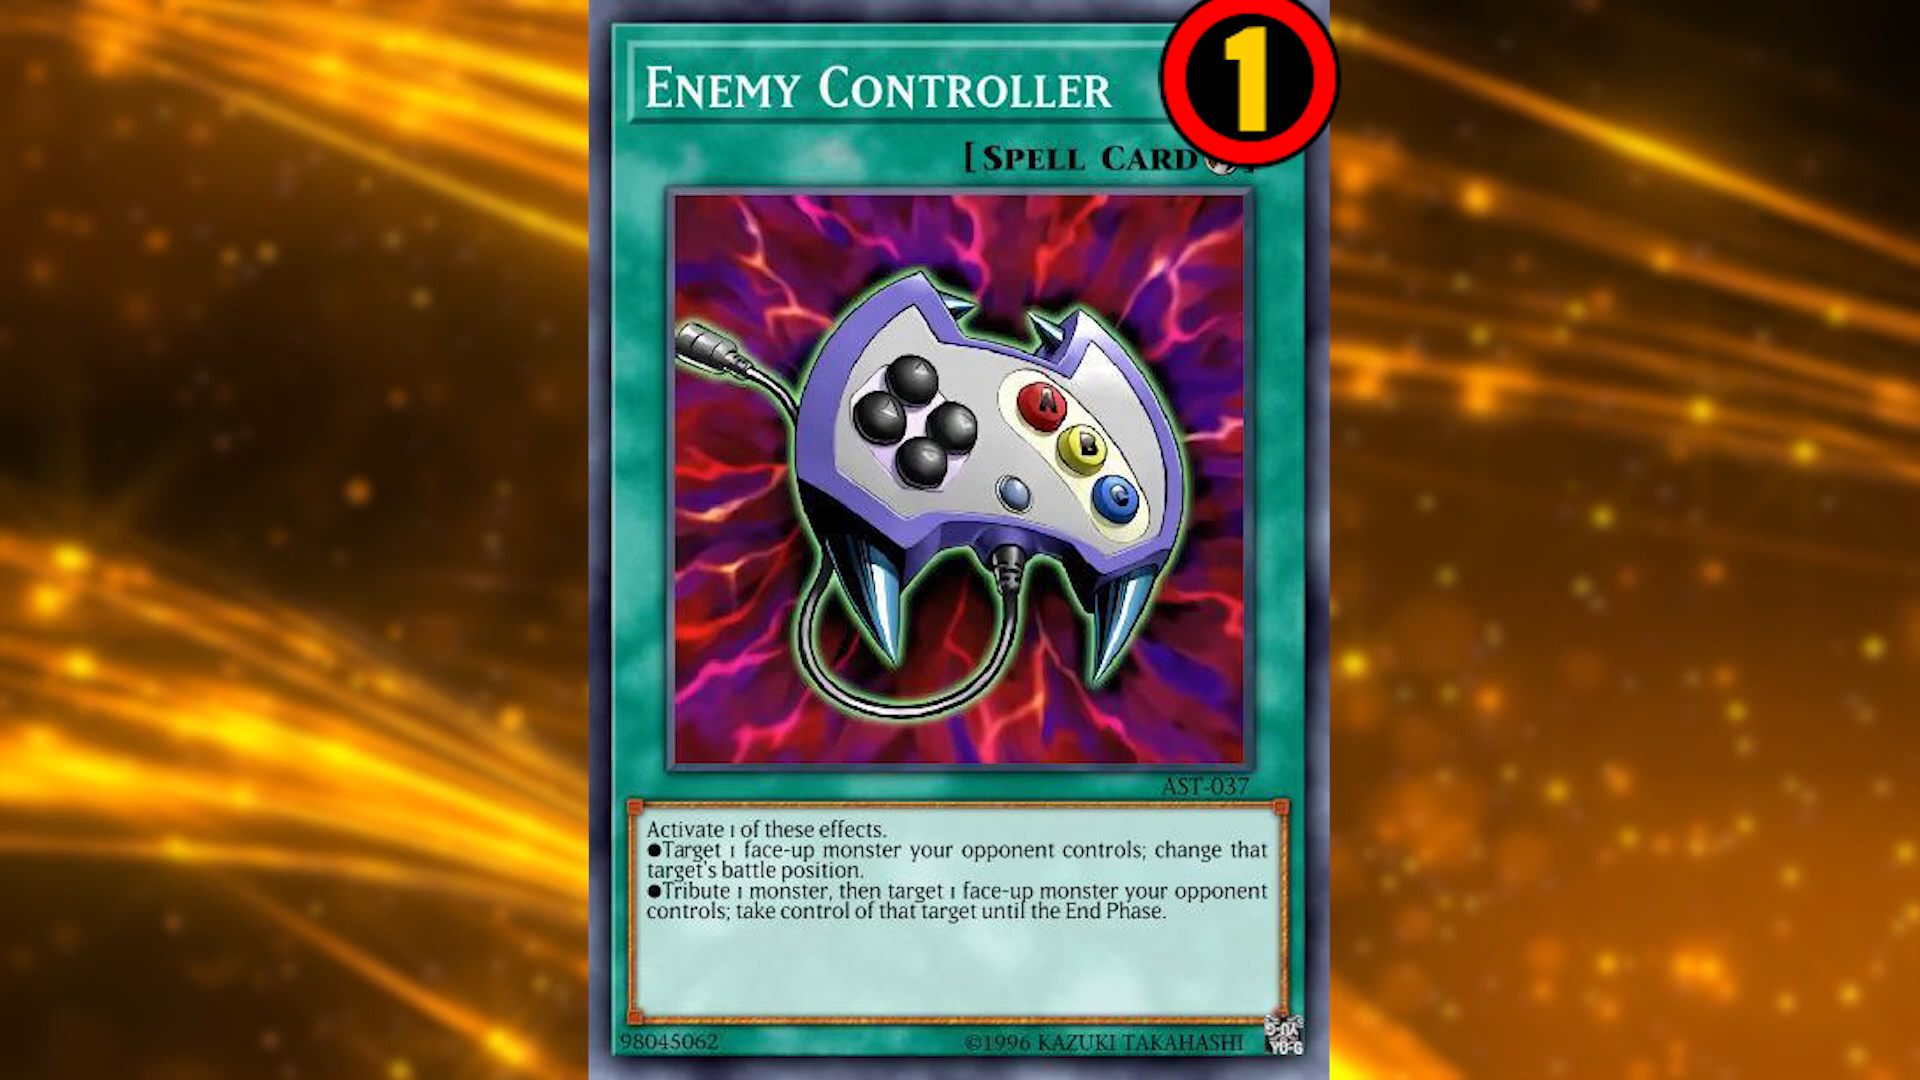 1
ENEMY CONTROLLER
[SPELL CARD ]
A
B
C
AST-037
Activate 1 of these effects.
●Target 1 face-up monster your opponent controls; change that
target's battle position.
●Tribute 1 monster, then target 1 face-up monster your opponent
controls; take control of that target until the End Phase.
98045062
©1996 KAZUKI TAKAHASHI